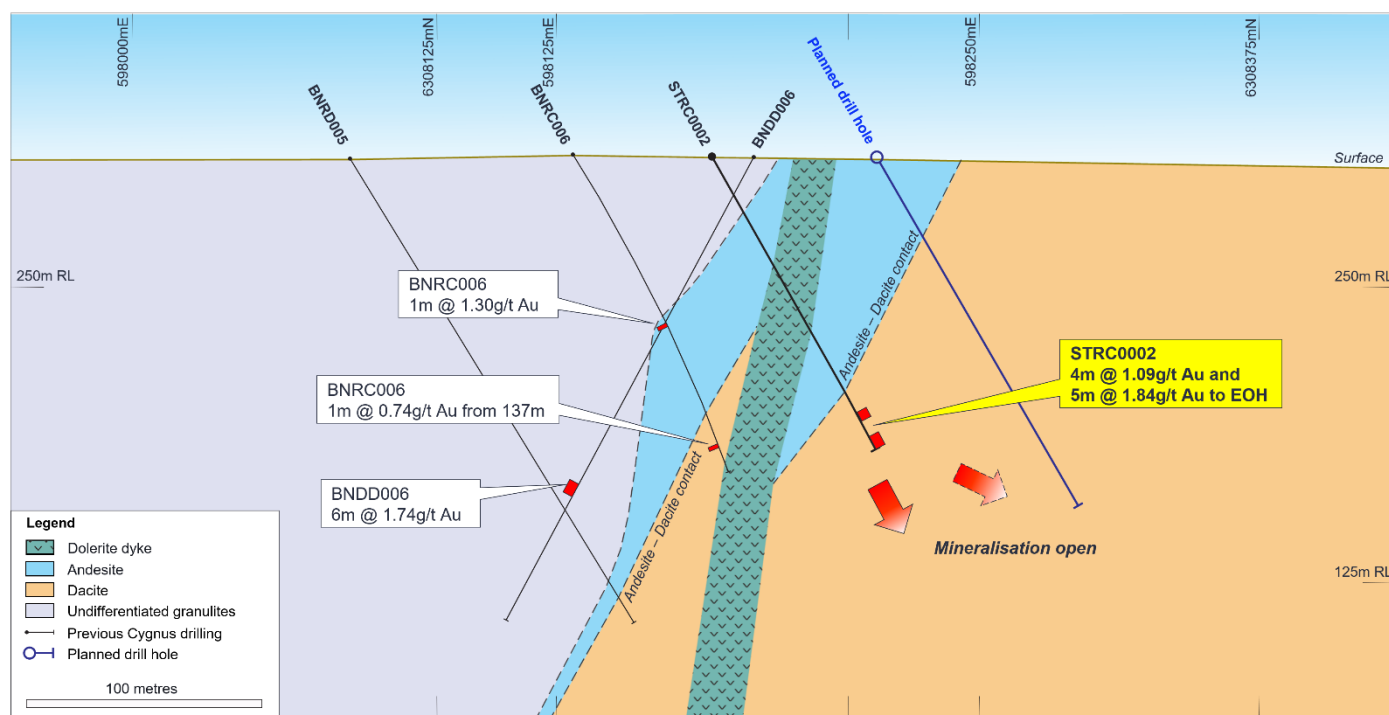 598000mE
6308125mN
598125mE
598250mE
6308375mN
BNRD005
BNRC006
STRC0002
BNDD006
Planned drill hole
Surface
250m RL
250m RL
BNRC006
1m @ 1.30g/t Au
Andesite – Dacite contact
STRC0002
4m @ 1.09g/t Au and
5m @ 1.84g/t Au to EOH
BNRC006
1m @ 0.74g/t Au from 137m
BNDD006
6m @ 1.74g/t Au
Andesite – Dacite contact
Mineralisation open
125m RL
Legend
Dolerite dyke
Andesite
Dacite
Undifferentiated granulites
Previous Cygnus drilling
Planned drill hole
100 metres